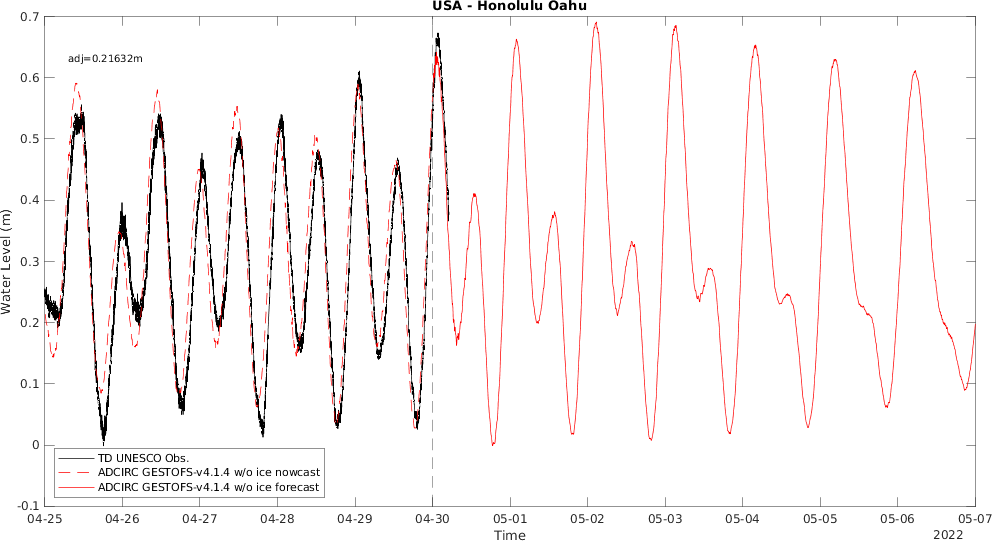 USA - Honolulu Oahu
adj=0.21632m
Water Level (m)
0.7
0.6
0.5
0.4
0.3
0.2
0.1
0
-0.1
TD UNESCO Obs.
ADCIRC GESTOFS-v4.1.4 w/o ice nowcast
ADCIRC GESTOFS-v4.1.4 w/o ice forecast
04-25 04-26 04-27 04-28 04-29 04-30 05-01 05-02 05-03 05-04 05-05 05-06 05-07
Time
2022